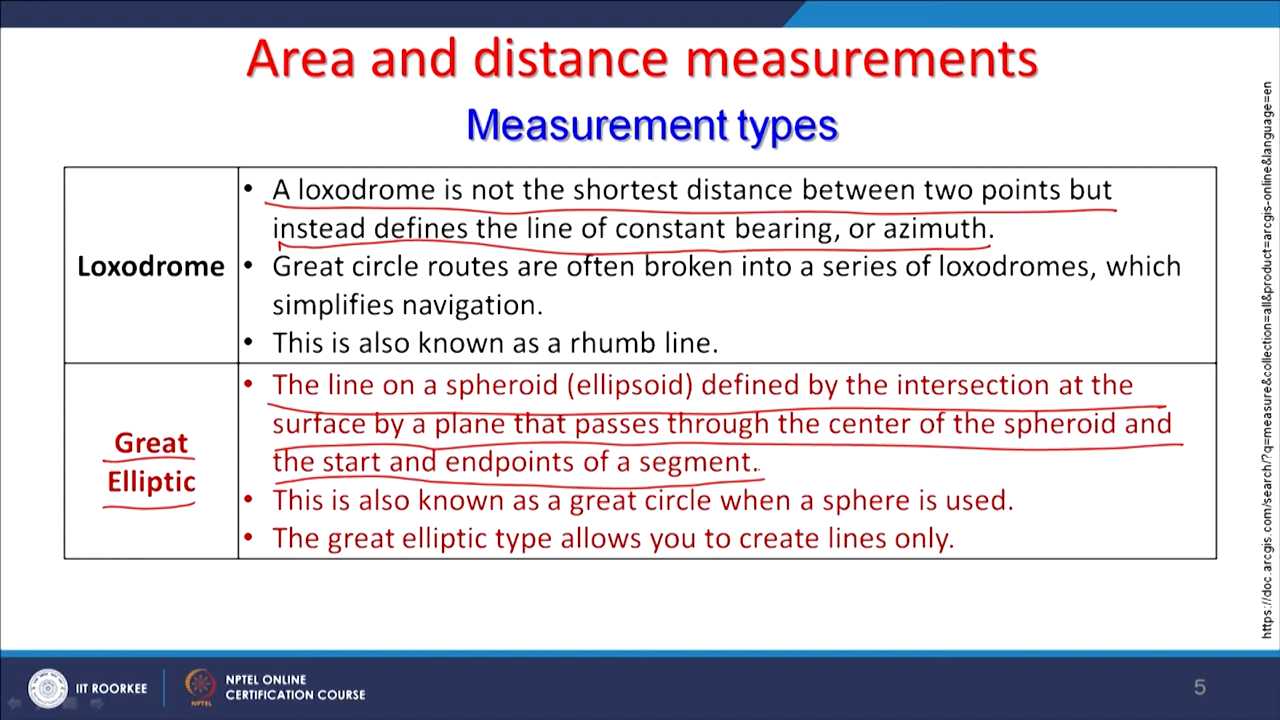 Area and distance measurements
Measurement types
Loxodrome
• A loxodrome is not the shortest distance between two points but
instead defines the line of constant bearing, or azimuth.
• Great circle routes are often broken into a series of loxodromes, which
simplifies navigation.
• This is also known as a rhumb line.
Great
Elliptic
• The line on a spheroid (ellipsoid) defined by the intersection at the
surface by a plane that passes through the center of the spheroid and
the start and endpoints of a segment.
• This is also known as a great circle when a sphere is used.
• The great elliptic type allows you to create lines only.
https://doc.arcgis.com/search/?q=measure&collection=all&product=arcgis-online&language=en
IIT ROORKEE
NPTEL
NPTEL ONLINE
CERTIFICATION COURSE
5